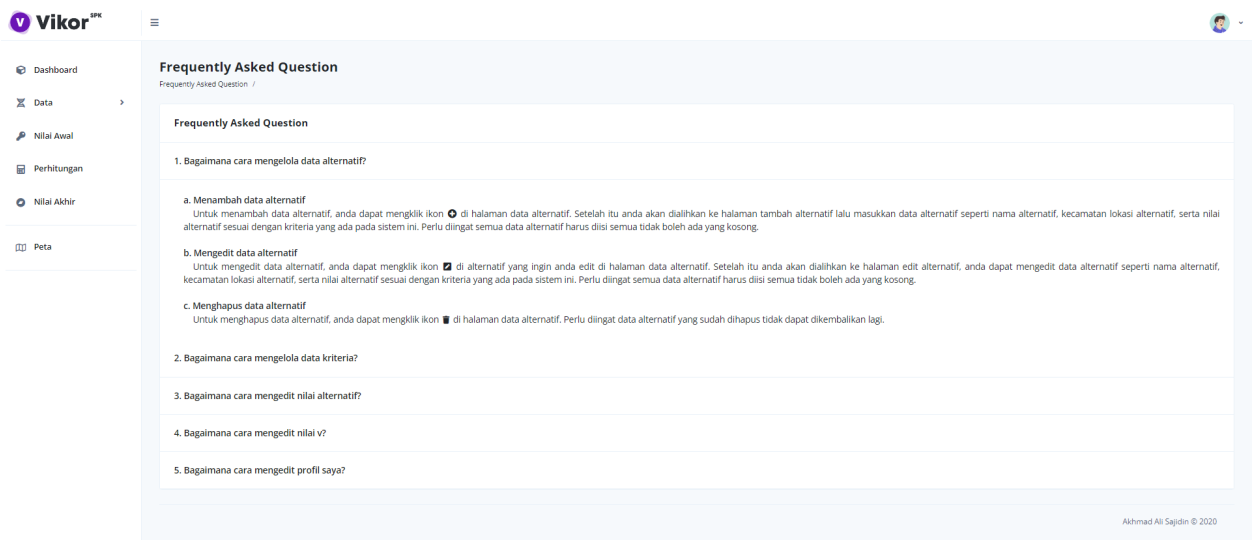 V Vikor SPK
Frequently Asked Question
Frequently Asked Question /
Dashboard
Data
Nilai Awal
Perhitungan
Nilai Akhir
Peta
Frequently Asked Question
1. Bagaimana cara mengelola data alternatif?
a. Menambah data alternatif
Untuk menambah data alternatif, anda dapat mengklik ikon di halaman data alternatif. Setelah itu anda akan dialihkan ke halaman tambah alternatif lalu masukkan data alternatif seperti nama alternatif, kecamatan lokasi alternatif, serta nilai
alternatif sesuai dengan kriteria yang ada pada sistem ini. Perlu diingat semua data alternatif harus diisi semua tidak boleh ada yang kosong.
b. Mengedit data alternatif
Untuk mengedit data alternatif, anda dapat mengklik ikon di alternatif yang ingin anda edit di halaman data alternatif. Setelah itu anda akan dialihkan ke halaman edit alternatif, anda dapat mengedit data alternatif seperti nama alternatif,
kecamatan lokasi alternatif, serta nilai alternatif sesuai dengan kriteria yang ada pada sistem ini. Perlu diingat semua data alternatif harus diisi semua tidak boleh ada yang kosong.
c. Menghapus data alternatif
Untuk menghapus data alternatif, anda dapat mengklik ikon di halaman data alternatif. Perlu diingat data alternatif yang sudah dihapus tidak dapat dikembalikan lagi.
2. Bagaimana cara mengelola data kriteria?
3. Bagaimana cara mengedit nilai alternatif?
4. Bagaimana cara mengedit nilai v?
5. Bagaimana cara mengedit profil saya?
Akhmad Ali Sajidin © 2020